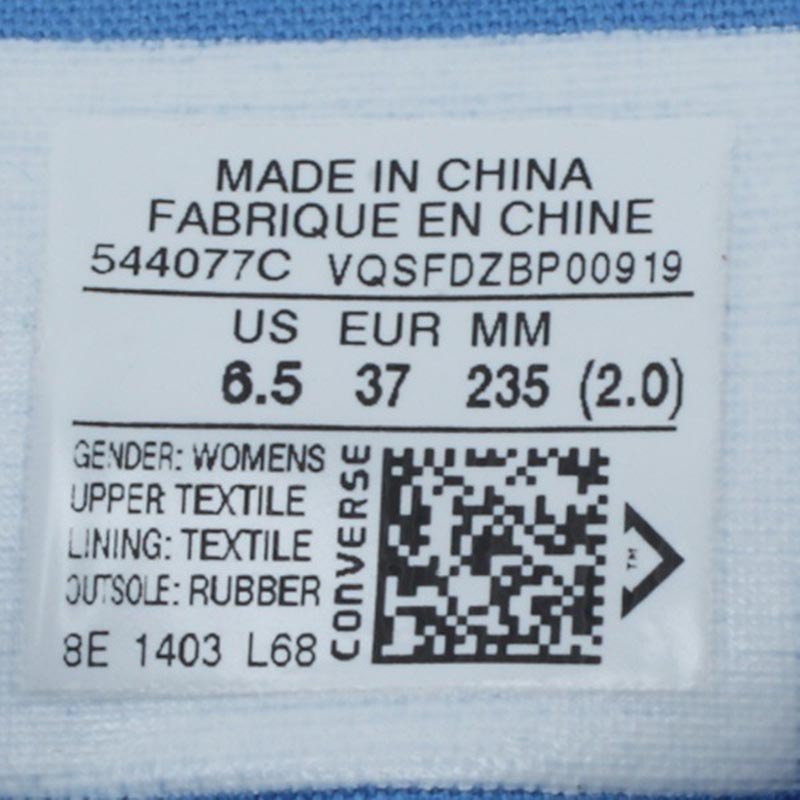 MADE IN CHINA
FABRIQUE EN CHINE
544077C VQSFDZBP00919
US EUR MM
6.5 37 235 (2.0)
GENDER: WOMENS
UPPER TEXTILE
LINING: TEXTILE
OUTSOLE: RUBBER
8E 1403 L68
CONVERSE
TM